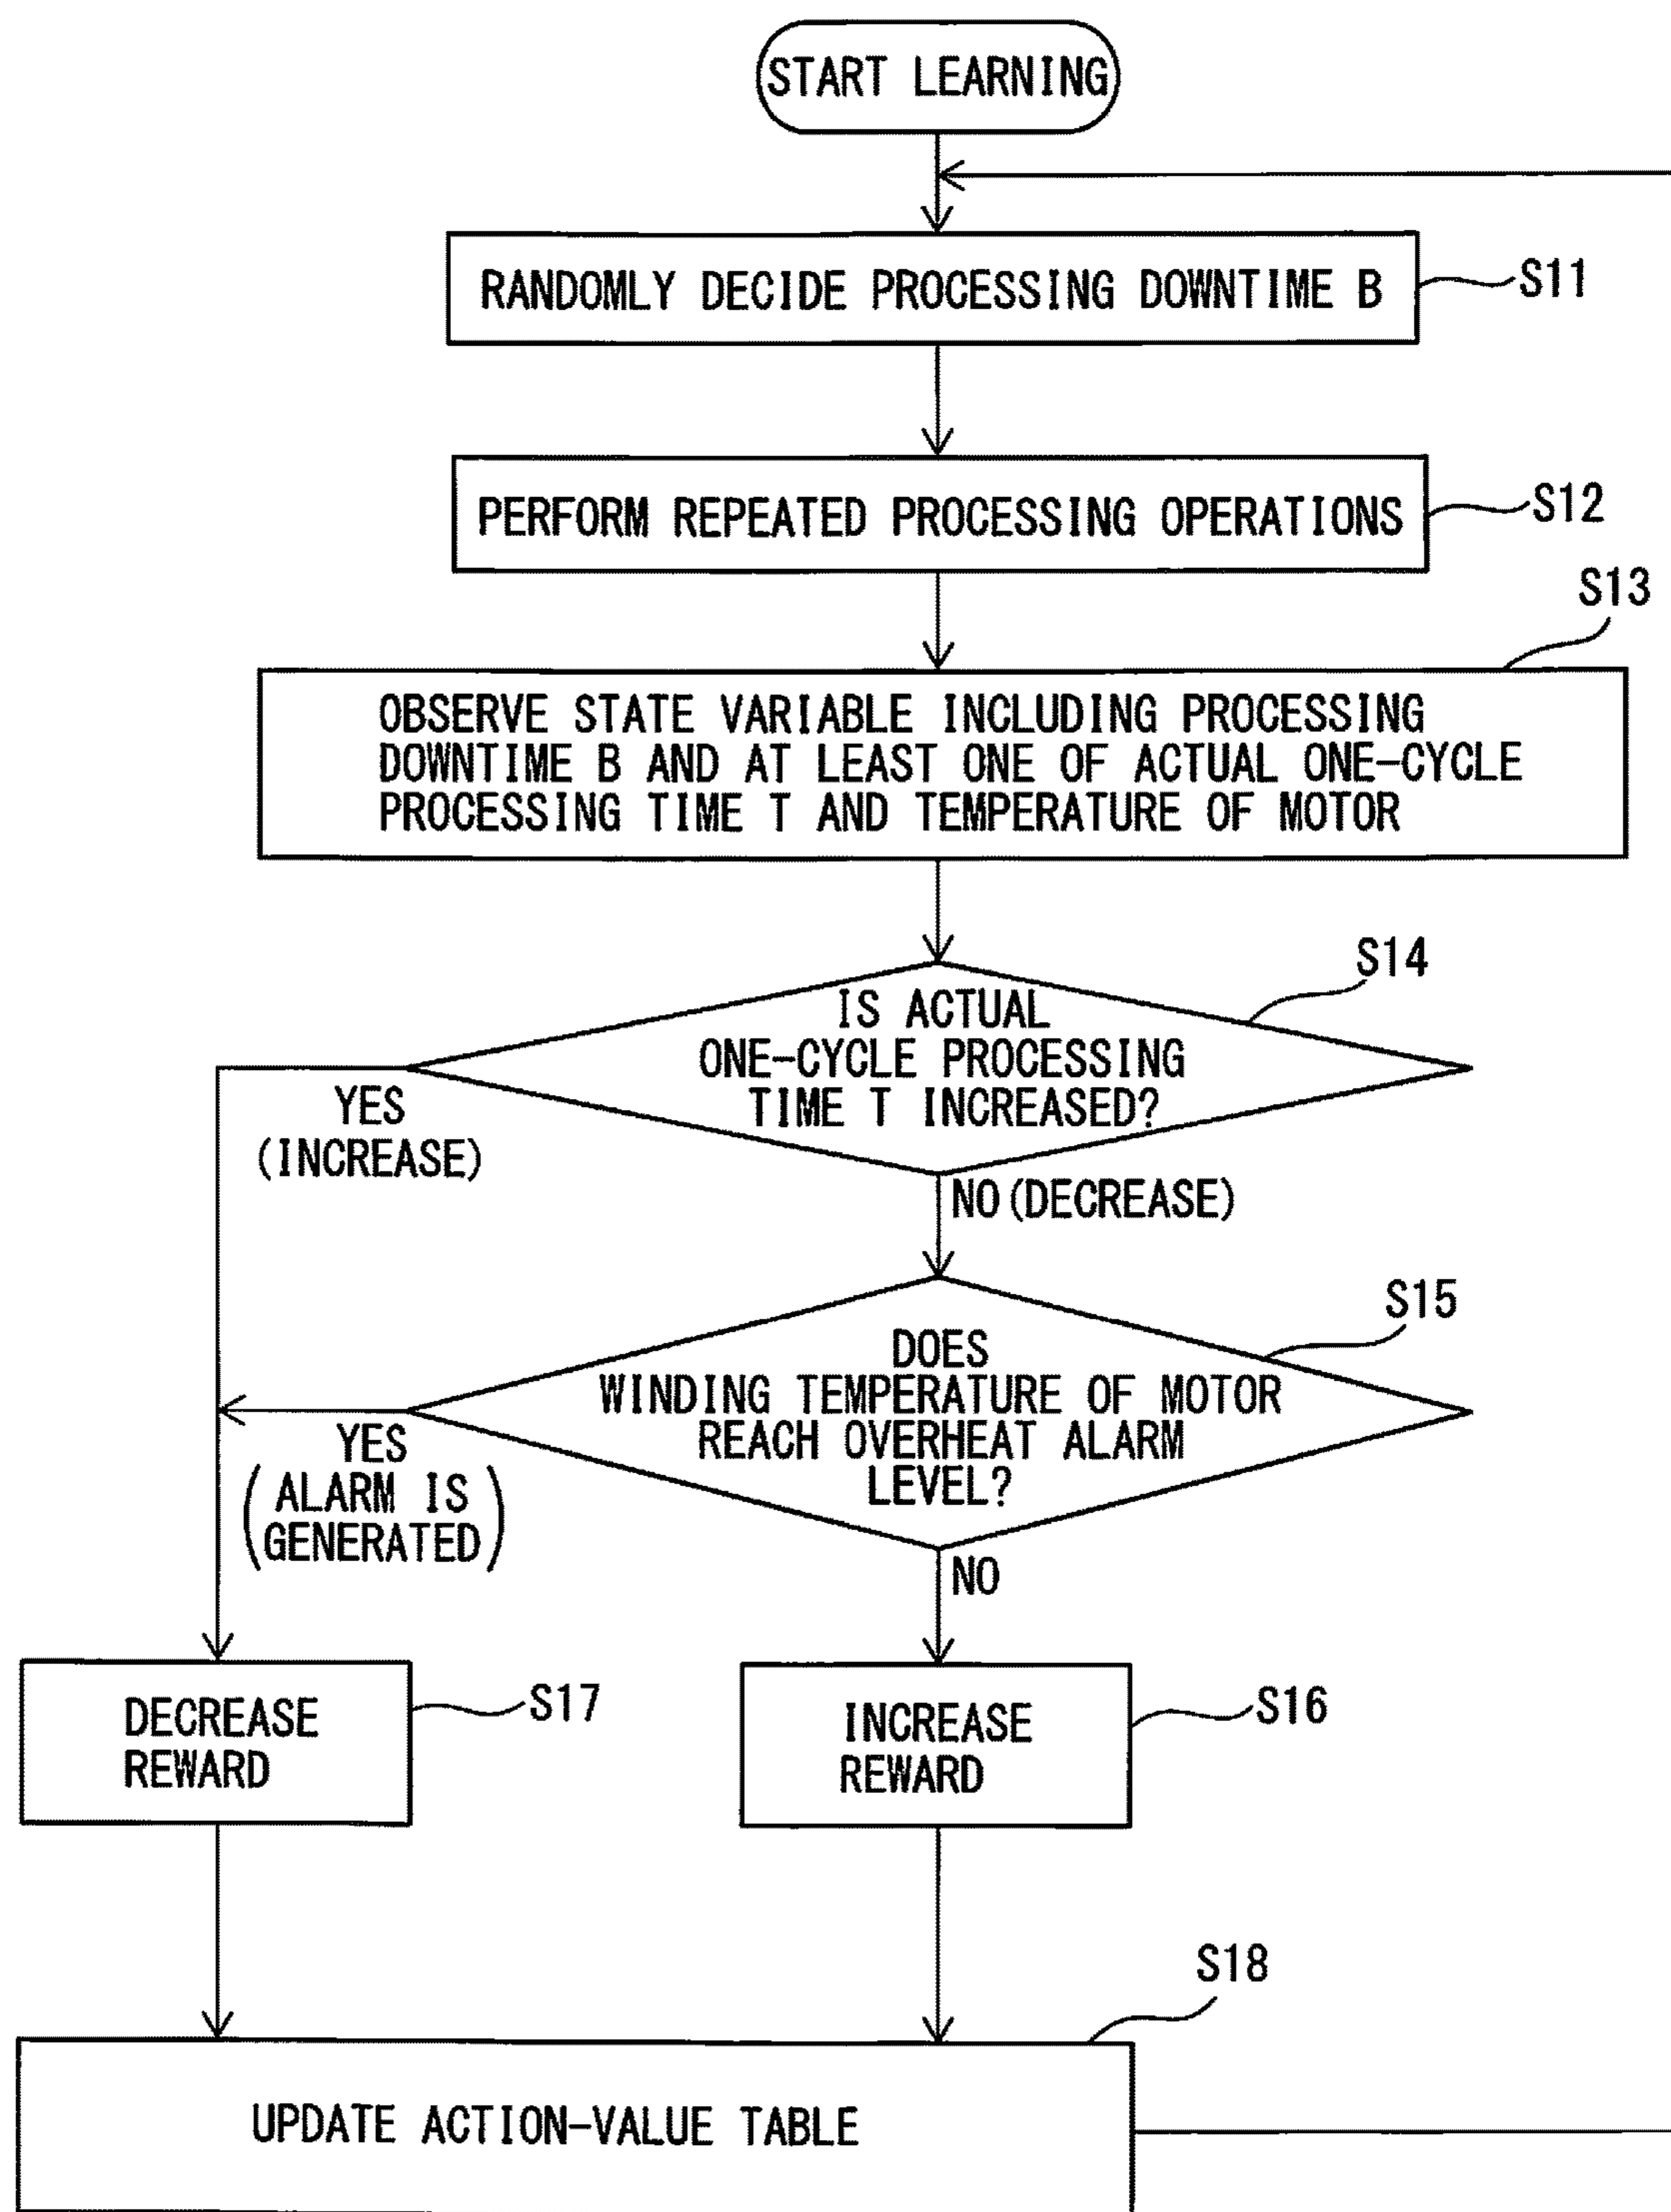 START LEARNING
RANDOMLY DECIDE PROCESSING DOWNTIME B
S11
PERFORM REPEATED PROCESSING OPERATIONS
S12
S13
OBSERVE STATE VARIABLE INCLUDING PROCESSING
DOWNTIME B AND AT LEAST ONE OF ACTUAL ONE-CYCLE
PROCESSING TIME T AND TEMPERATURE OF MOTOR
S14
IS ACTUAL
ONE-CYCLE PROCESSING
TIME T INCREASED?
YES
(INCREASE)
NO (DECREASE)
S15
DOES
WINDING TEMPERATURE OF MOTOR
REACH OVERHEAT ALARM
LEVEL?
YES
(ALARM IS
GENERATED)
NO
DECREASE
REWARD
S17
INCREASE
REWARD
S16
S18
UPDATE ACTION-VALUE TABLE